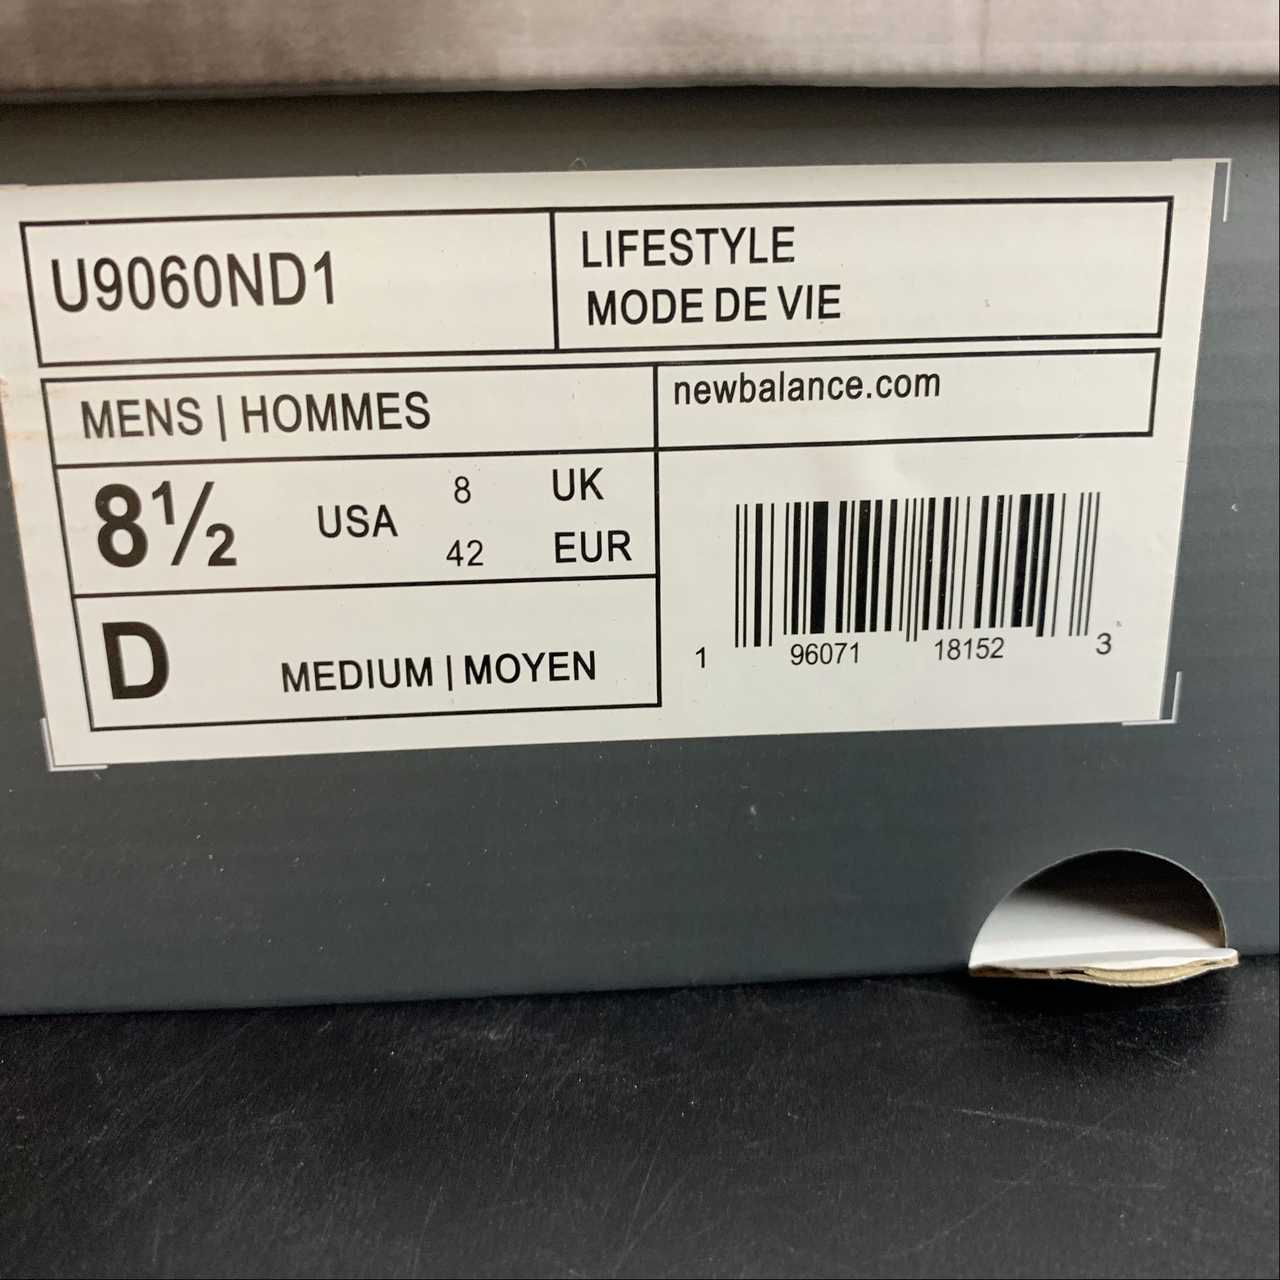 U9060ND1
LIFESTYLE
MODE DE VIE
MENS | HOMMES
newbalance.com
8½ USA
8 UK
42 EUR
D MEDIUM | MOYEN
1 96071 18152 3